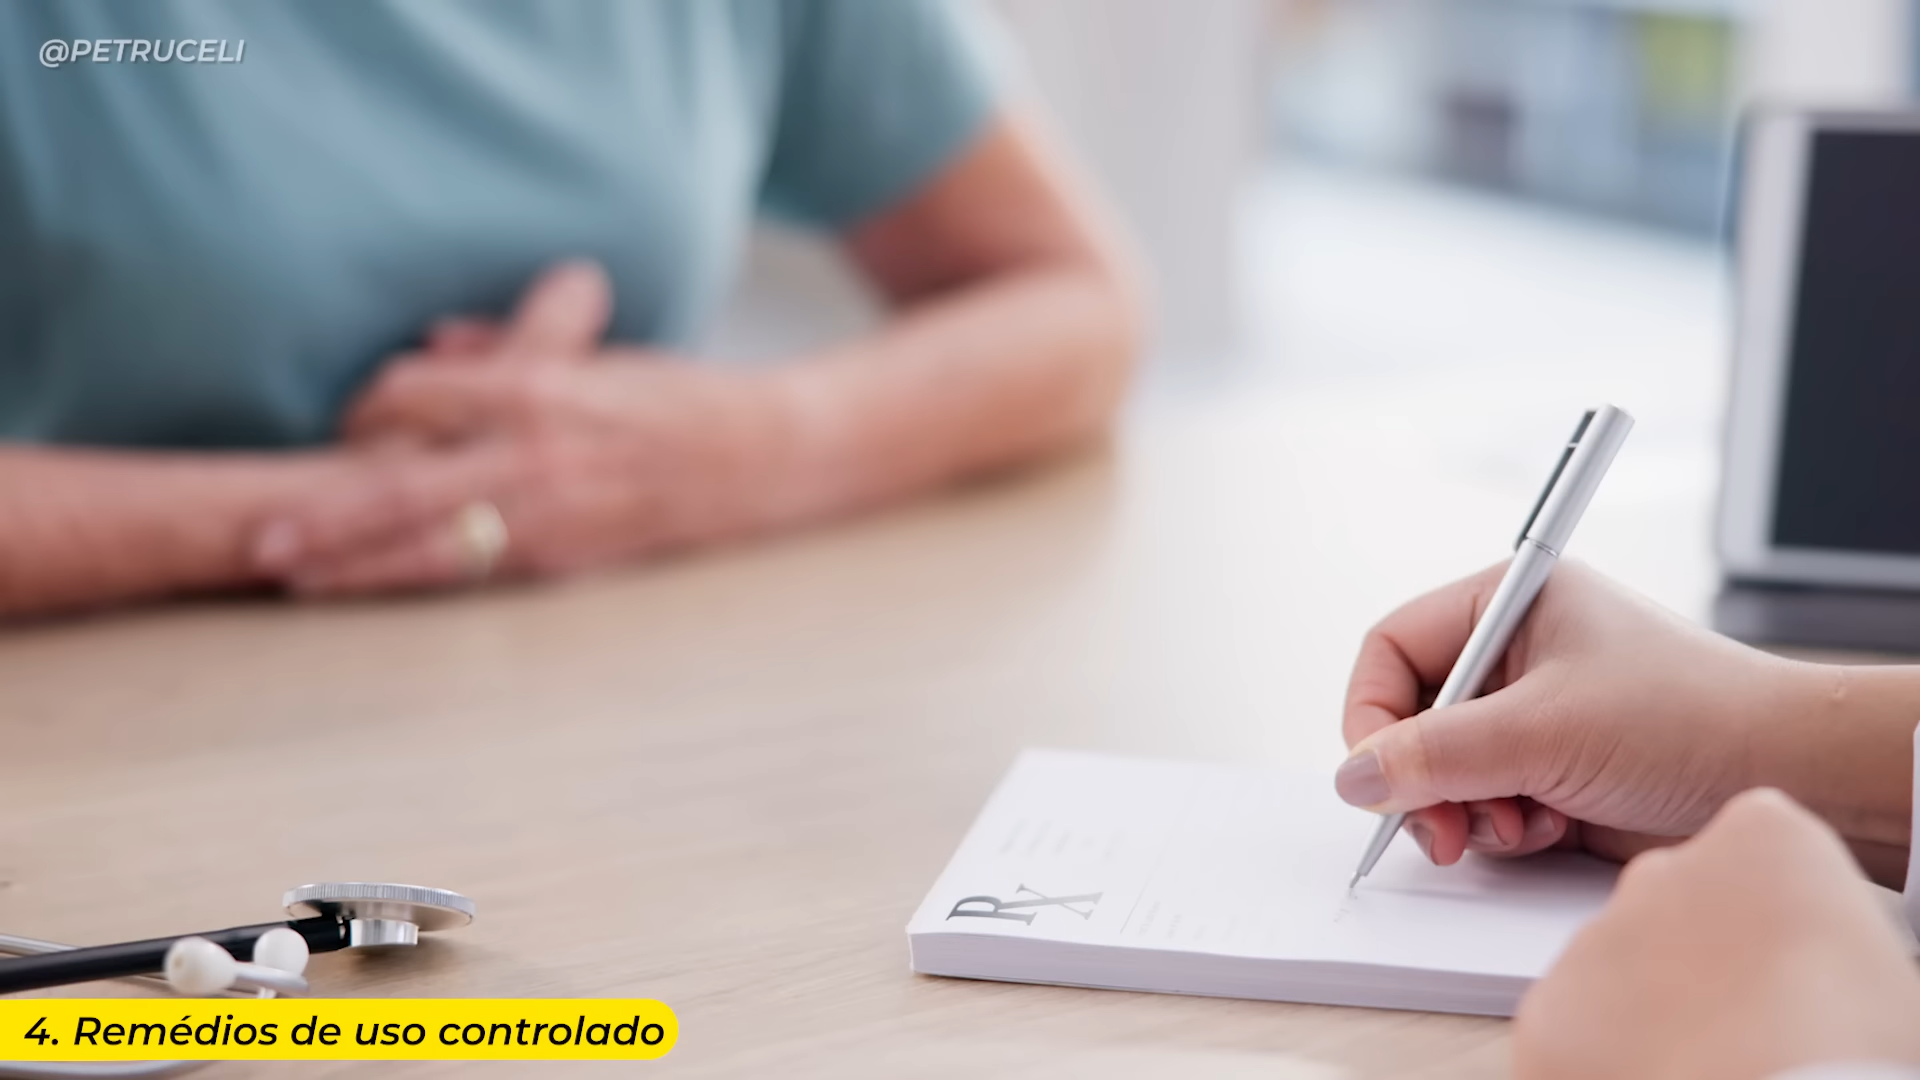 @PETRUCELI
Rx
4. Remédios de uso controlado